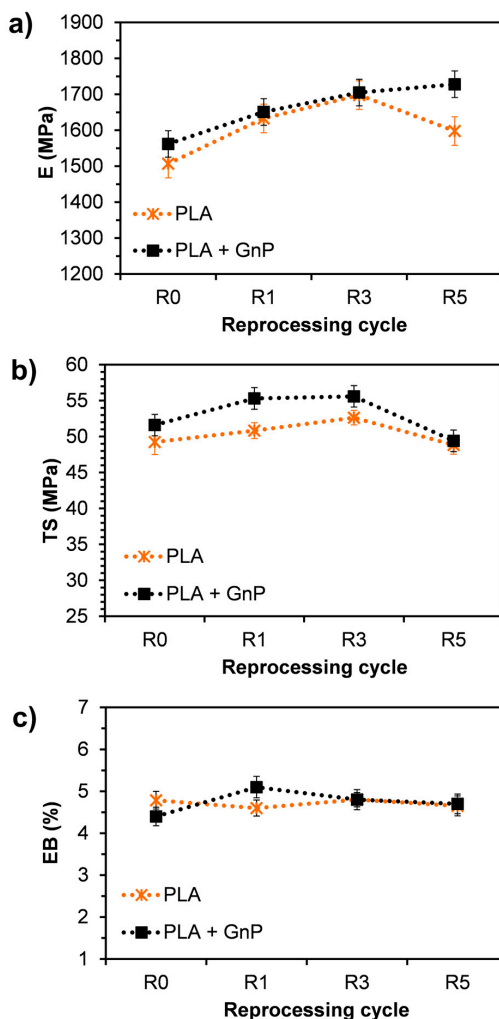 a)
1900
1800
1700
1600
1500
1400
1300
1200
E (MPa)
PLA
PLA + GnP
R0 R1 R3 R5
Reprocessing cycle
b)
60
55
50
45
40
35
30
25
TS (MPa)
PLA
PLA + GnP
R0 R1 R3 R5
Reprocessing cycle
c)
7
6
5
4
3
2
1
EB (%)
PLA
PLA + GnP
R0 R1 R3 R5
Reprocessing cycle